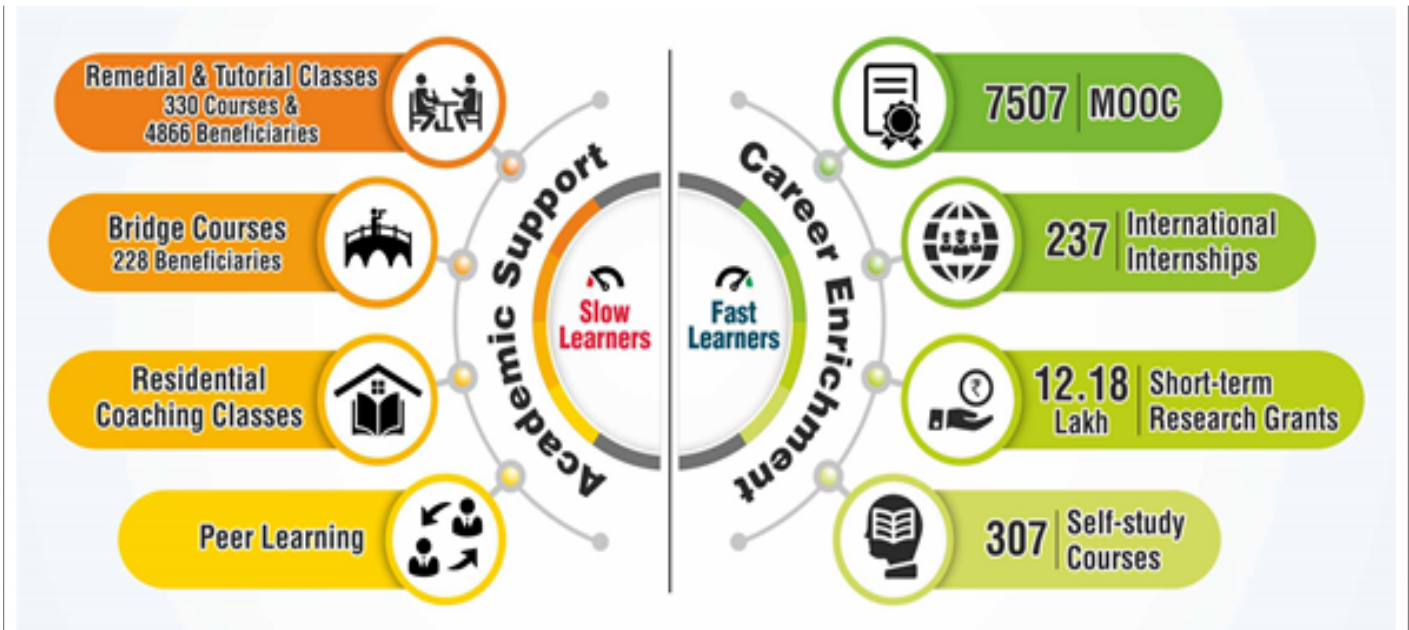 Remedial & Tutorial Classes
330 Courses &
4866 Beneficiaries
Bridge Courses
228 Beneficiaries
Residential
Coaching Classes
Peer Learning
Academic Support
Slow
Learners
Fast
Learners
Career Enrichment
7507 MOOC
237 International
Internships
12.18
Lakh
Short-term
Research Grants
₹
307 Self-study
Courses